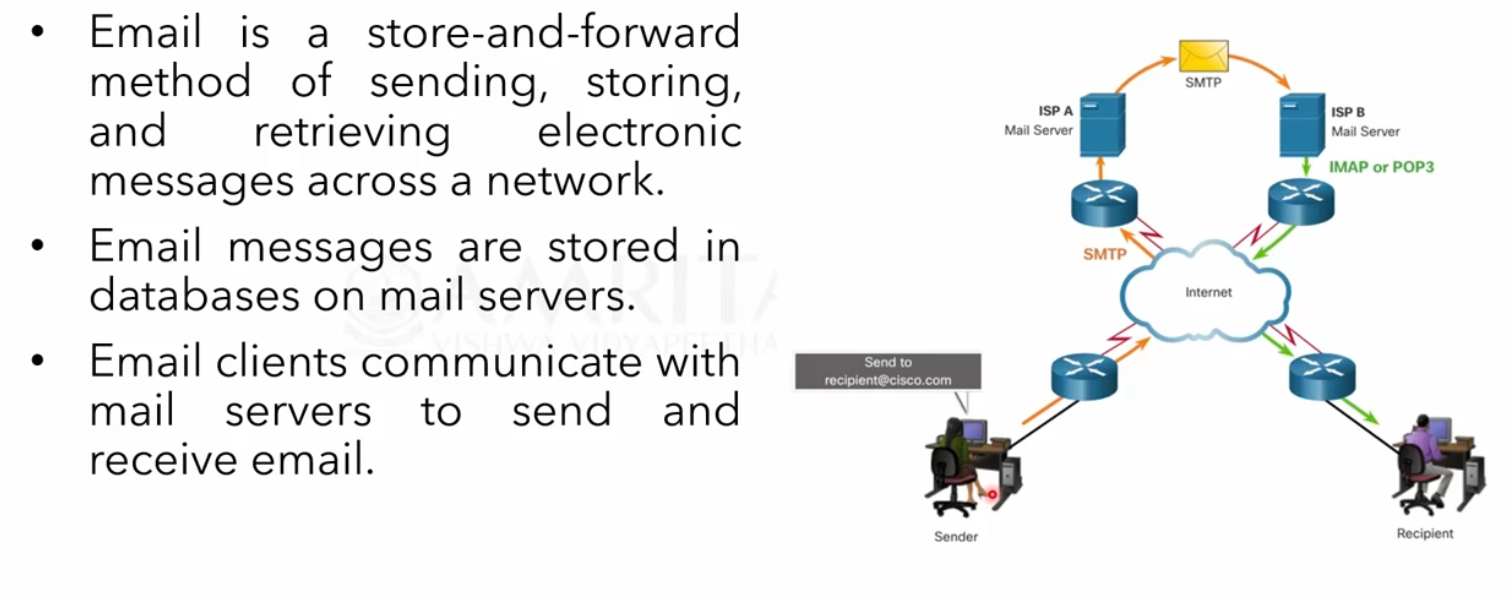 • Email is a store-and-forward
method of sending, storing,
and retrieving electronic
messages across a network.
• Email messages are stored in
databases on mail servers.
• Email clients communicate with
mail servers to send and
receive email.
SMTP
ISP A
Mail Server
ISP B
Mail Server
IMAP or POP3
SMTP
Internet
Send to
recipient@cisco.com
Sender
Recipient
AMRITA
VISHWA VIDYAPEETHA